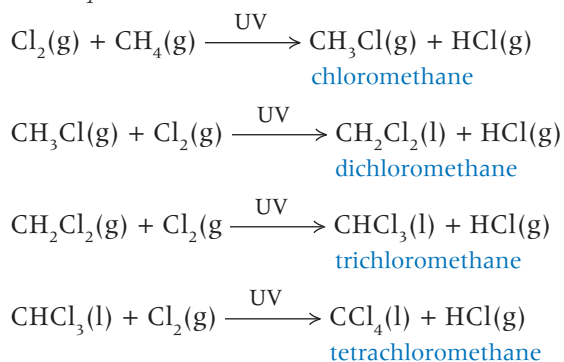 Cl₂(g) + CH₄(g) UV⟶ CH₃Cl(g) + HCl(g)
chloromethane
CH₃Cl(g) + Cl₂(g) UV⟶ CH₂Cl₂(l) + HCl(g)
dichloromethane
CH₂Cl₂(g) + Cl₂(g UV⟶ CHCl₃(l) + HCl(g)
trichloromethane
CHCl₃(l) + Cl₂(g) UV⟶ CCl₄(l) + HCl(g)
tetrachloromethane